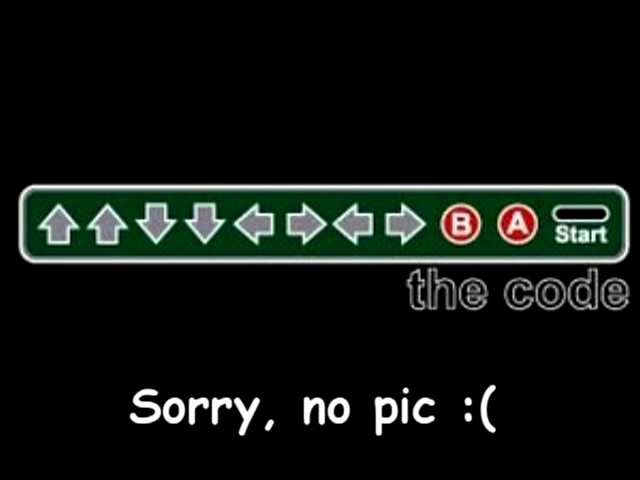 B A Start
the code
Sorry, no pic :(